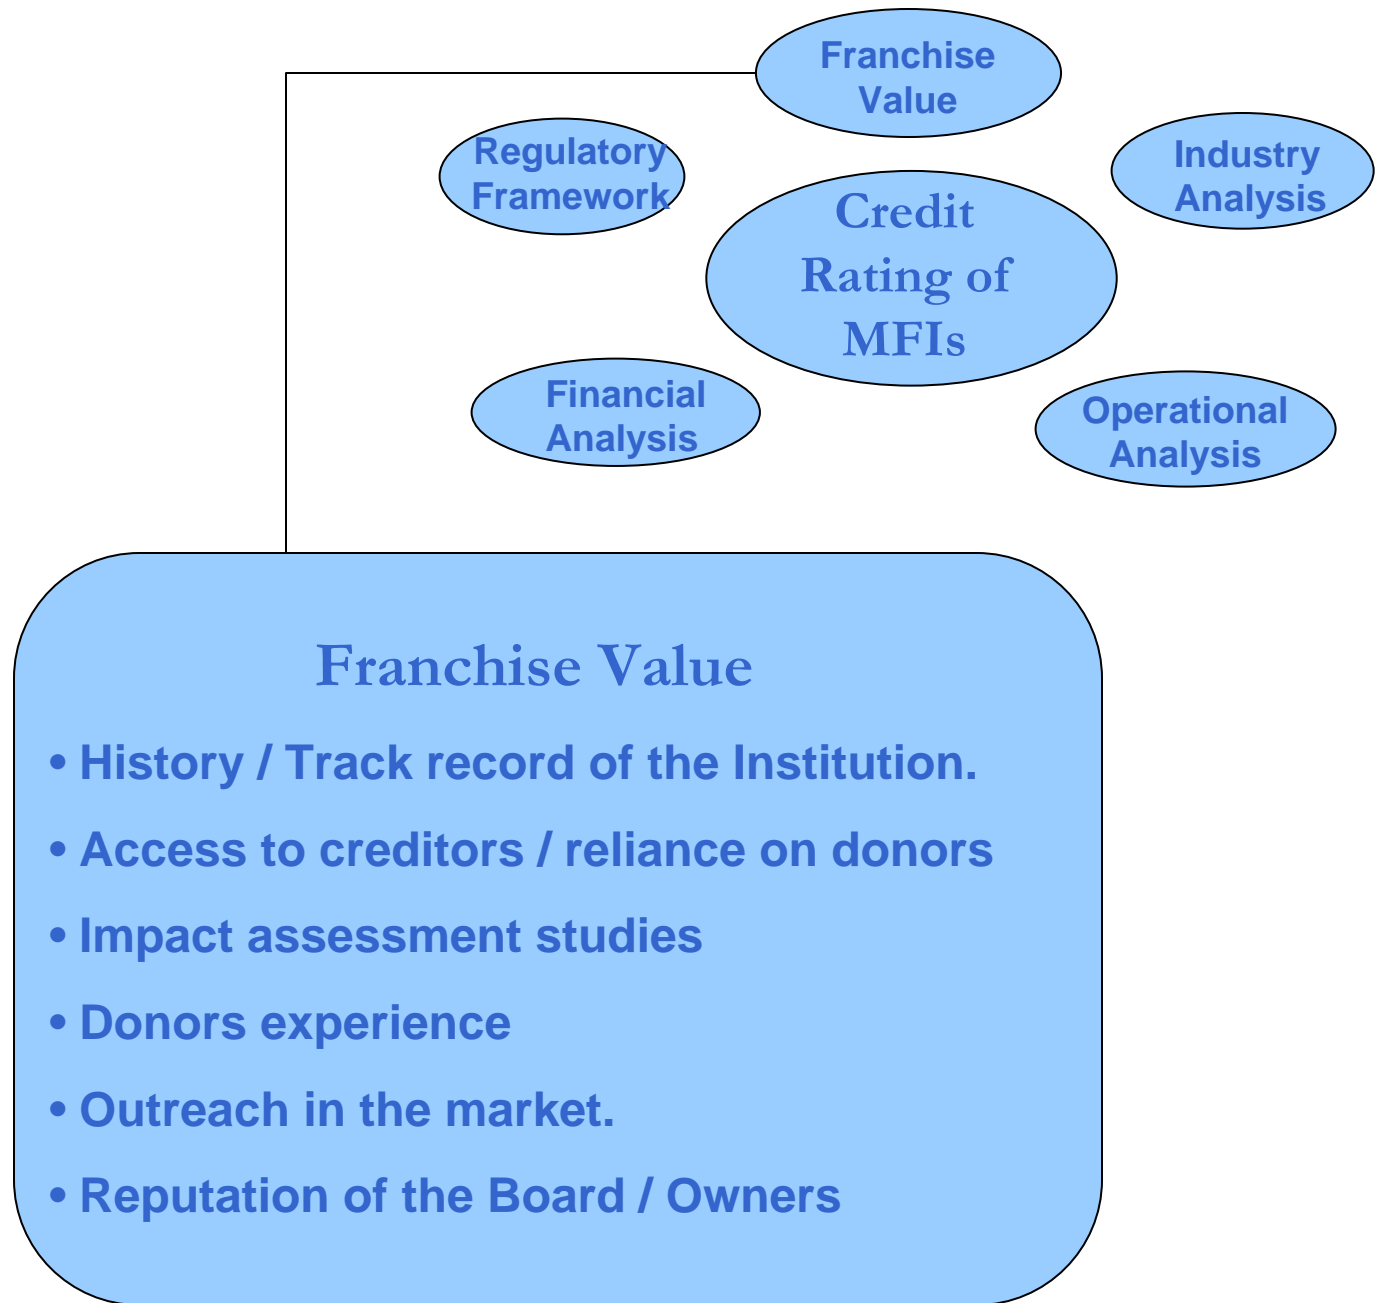 Franchise
Value
Regulatory
Framework
Industry
Analysis
Credit
Rating of
MFIs
Financial
Analysis
Operational
Analysis
Franchise Value
• History / Track record of the Institution.
• Access to creditors / reliance on donors
• Impact assessment studies
• Donors experience
• Outreach in the market.
• Reputation of the Board / Owners